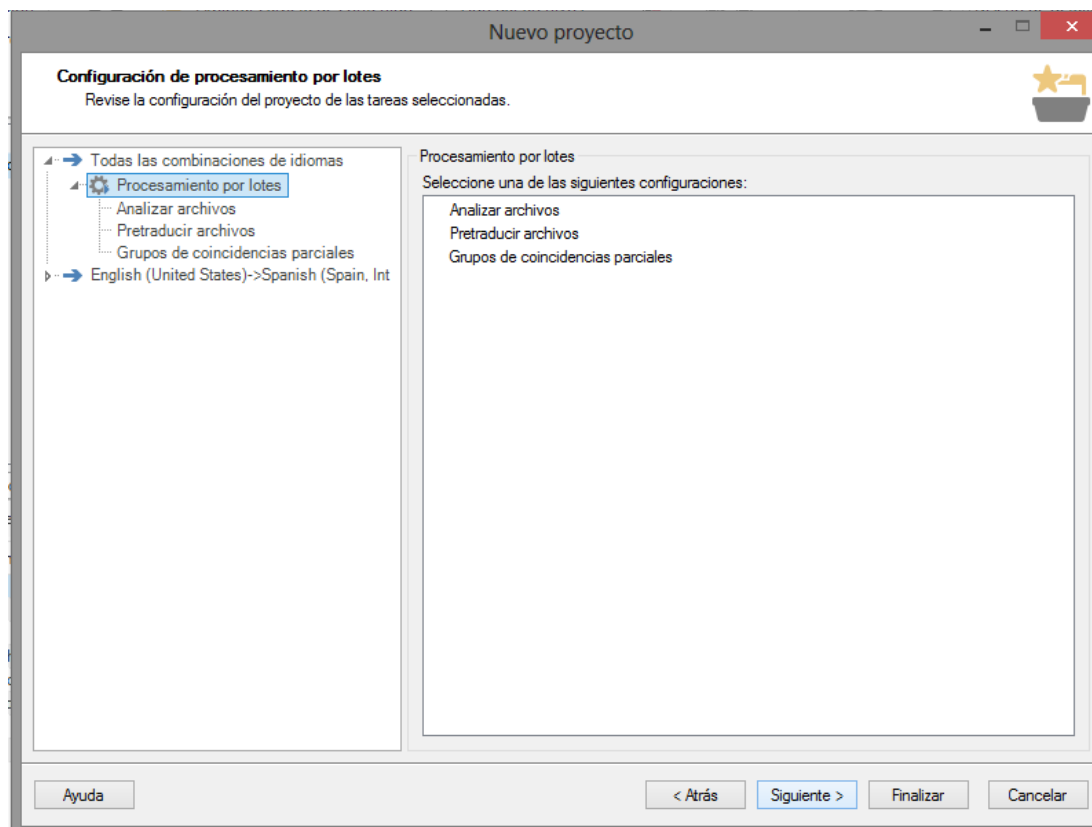 Nuevo proyecto
Configuración de procesamiento por lotes
Revise la configuración del proyecto de las tareas seleccionadas.
Todas las combinaciones de idiomas
Procesamiento por lotes
Analizar archivos
Pretraducir archivos
Grupos de coincidencias parciales
English (United States)->Spanish (Spain, Int
Procesamiento por lotes
Seleccione una de las siguientes configuraciones:
Analizar archivos
Pretraducir archivos
Grupos de coincidencias parciales
Ayuda
< Atrás
Siguiente >
Finalizar
Cancelar